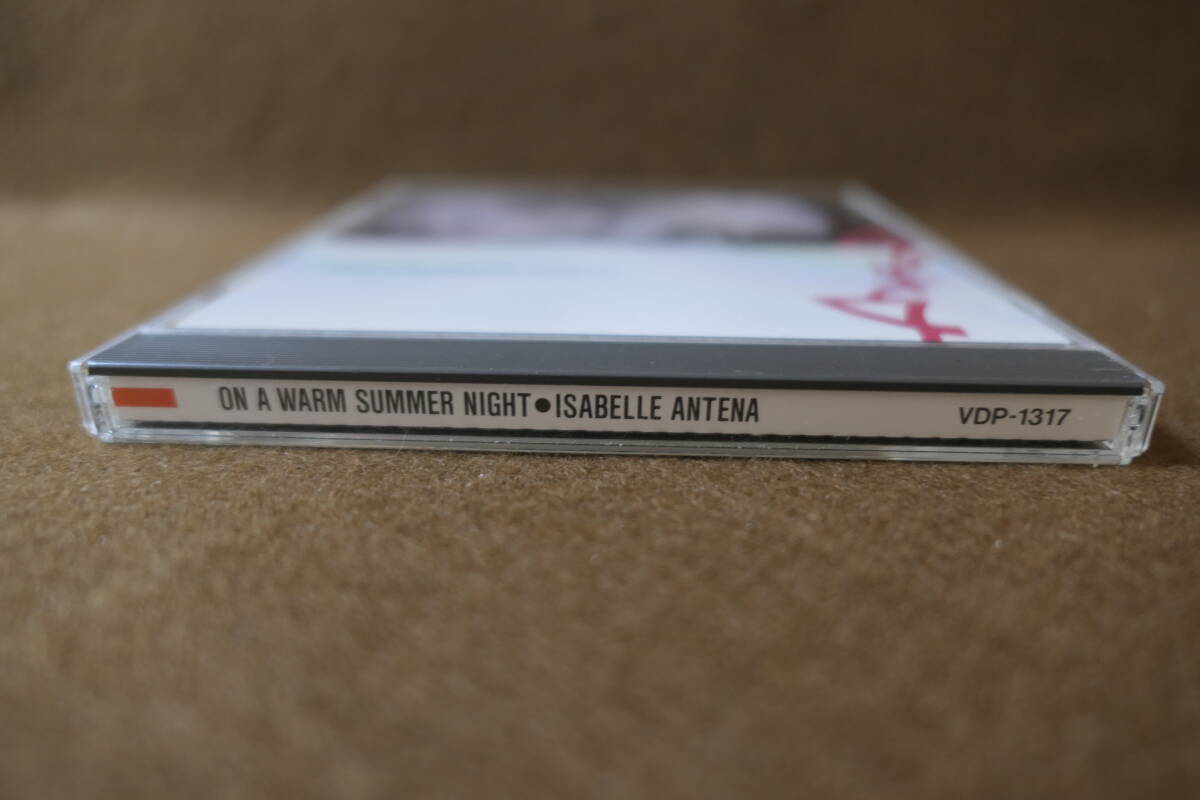 ON A WARM SUMMER NIGHT●ISABELLE ANTENA VDP-1317